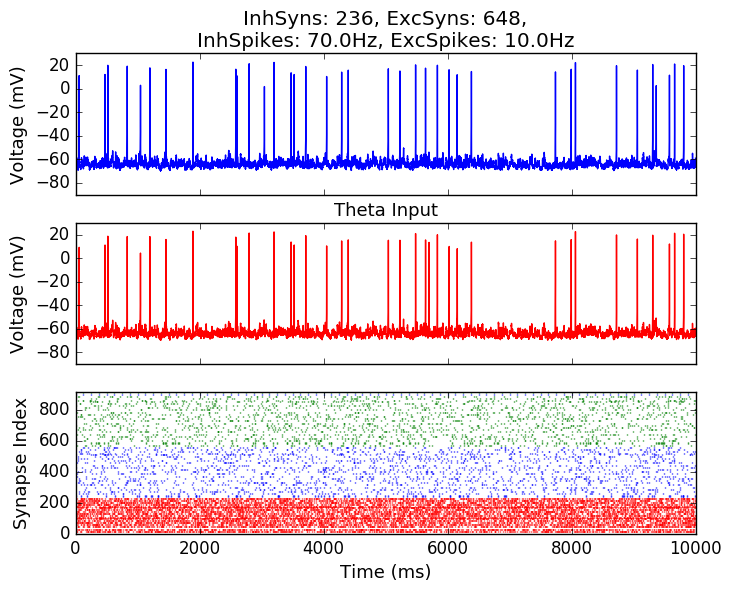 InhSyns: 236, ExcSyns: 648,
InhSpikes: 70.0Hz, ExcSpikes: 10.0Hz
20
0
−20
−40
−60
−80
Voltage (mV)
Theta Input
20
0
−20
−40
−60
−80
Voltage (mV)
800
600
400
200
0
Synapse Index
0 2000 4000 6000 8000 10000
Time (ms)